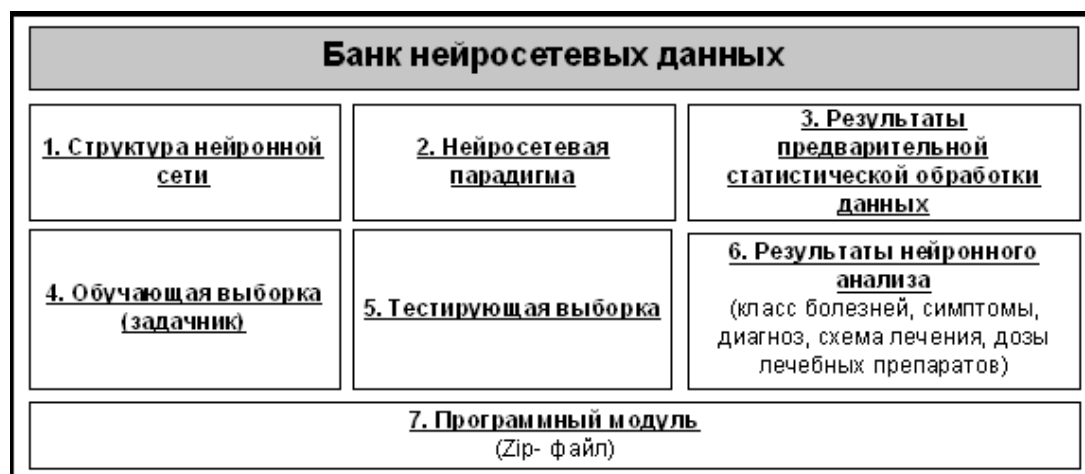 Банк нейросетевых данных
1. Структура нейронной
сети
2. Нейросетевая
парадигма
3. Результаты
предварительной
статистической обработки
данных
4. Обучающая выборка
(задачник)
5. Тестирующая выборка
6. Результаты нейронного
анализа
(класс болезней, симптомы,
диагноз, схема лечения, дозы
лечебных препаратов)
7. Программный модуль
(Zip- файл)